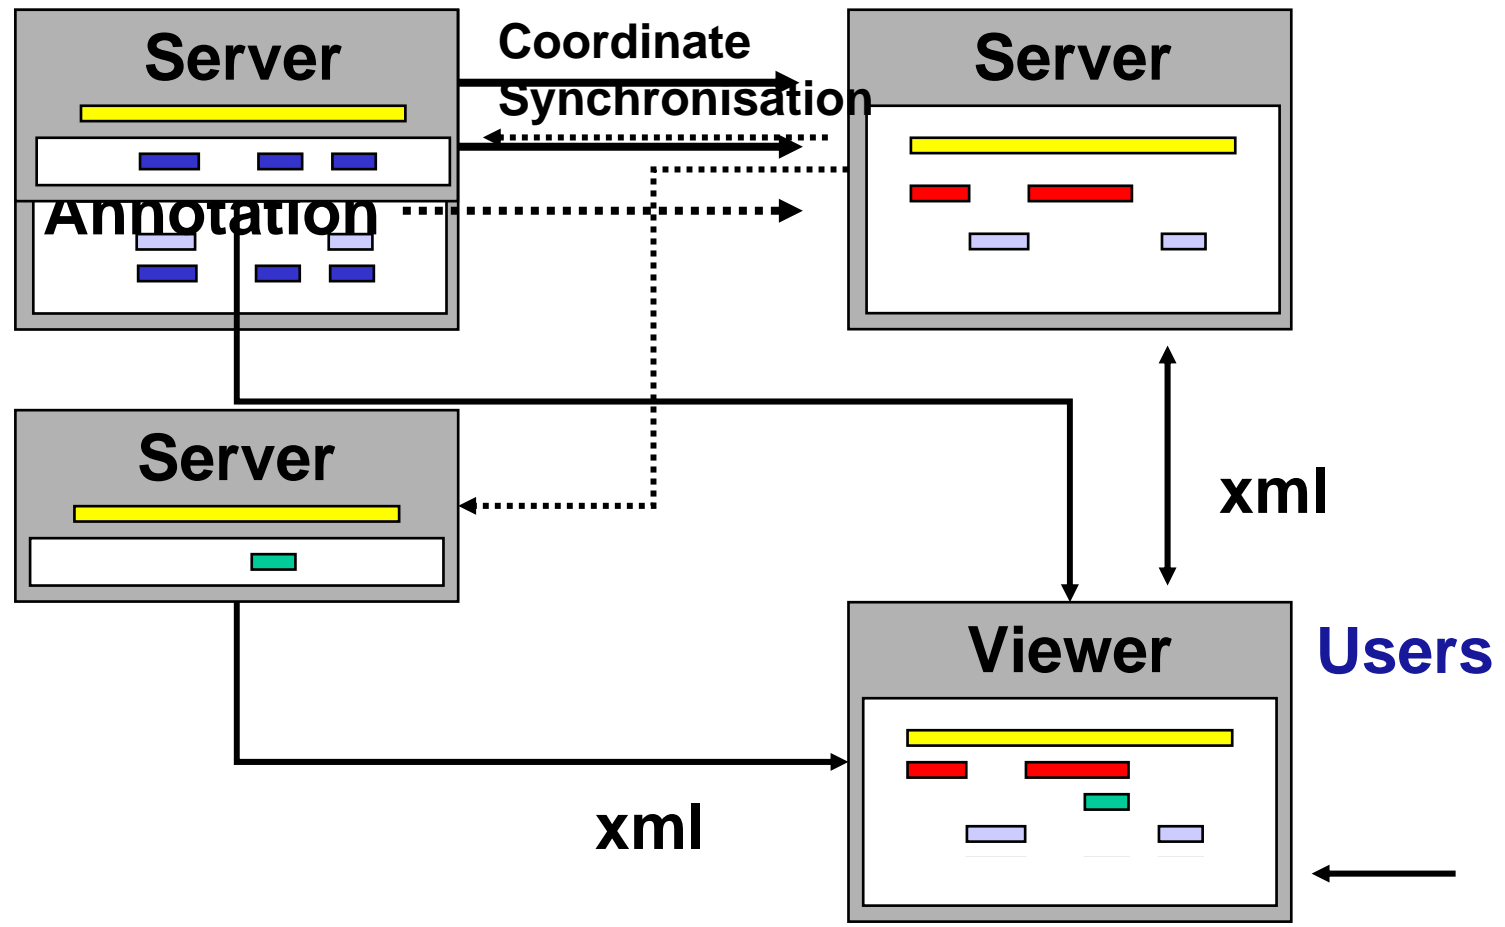 Server
Coordinate
Synchronisation
Server
Annotation
Server
xml
Viewer
Users
xml